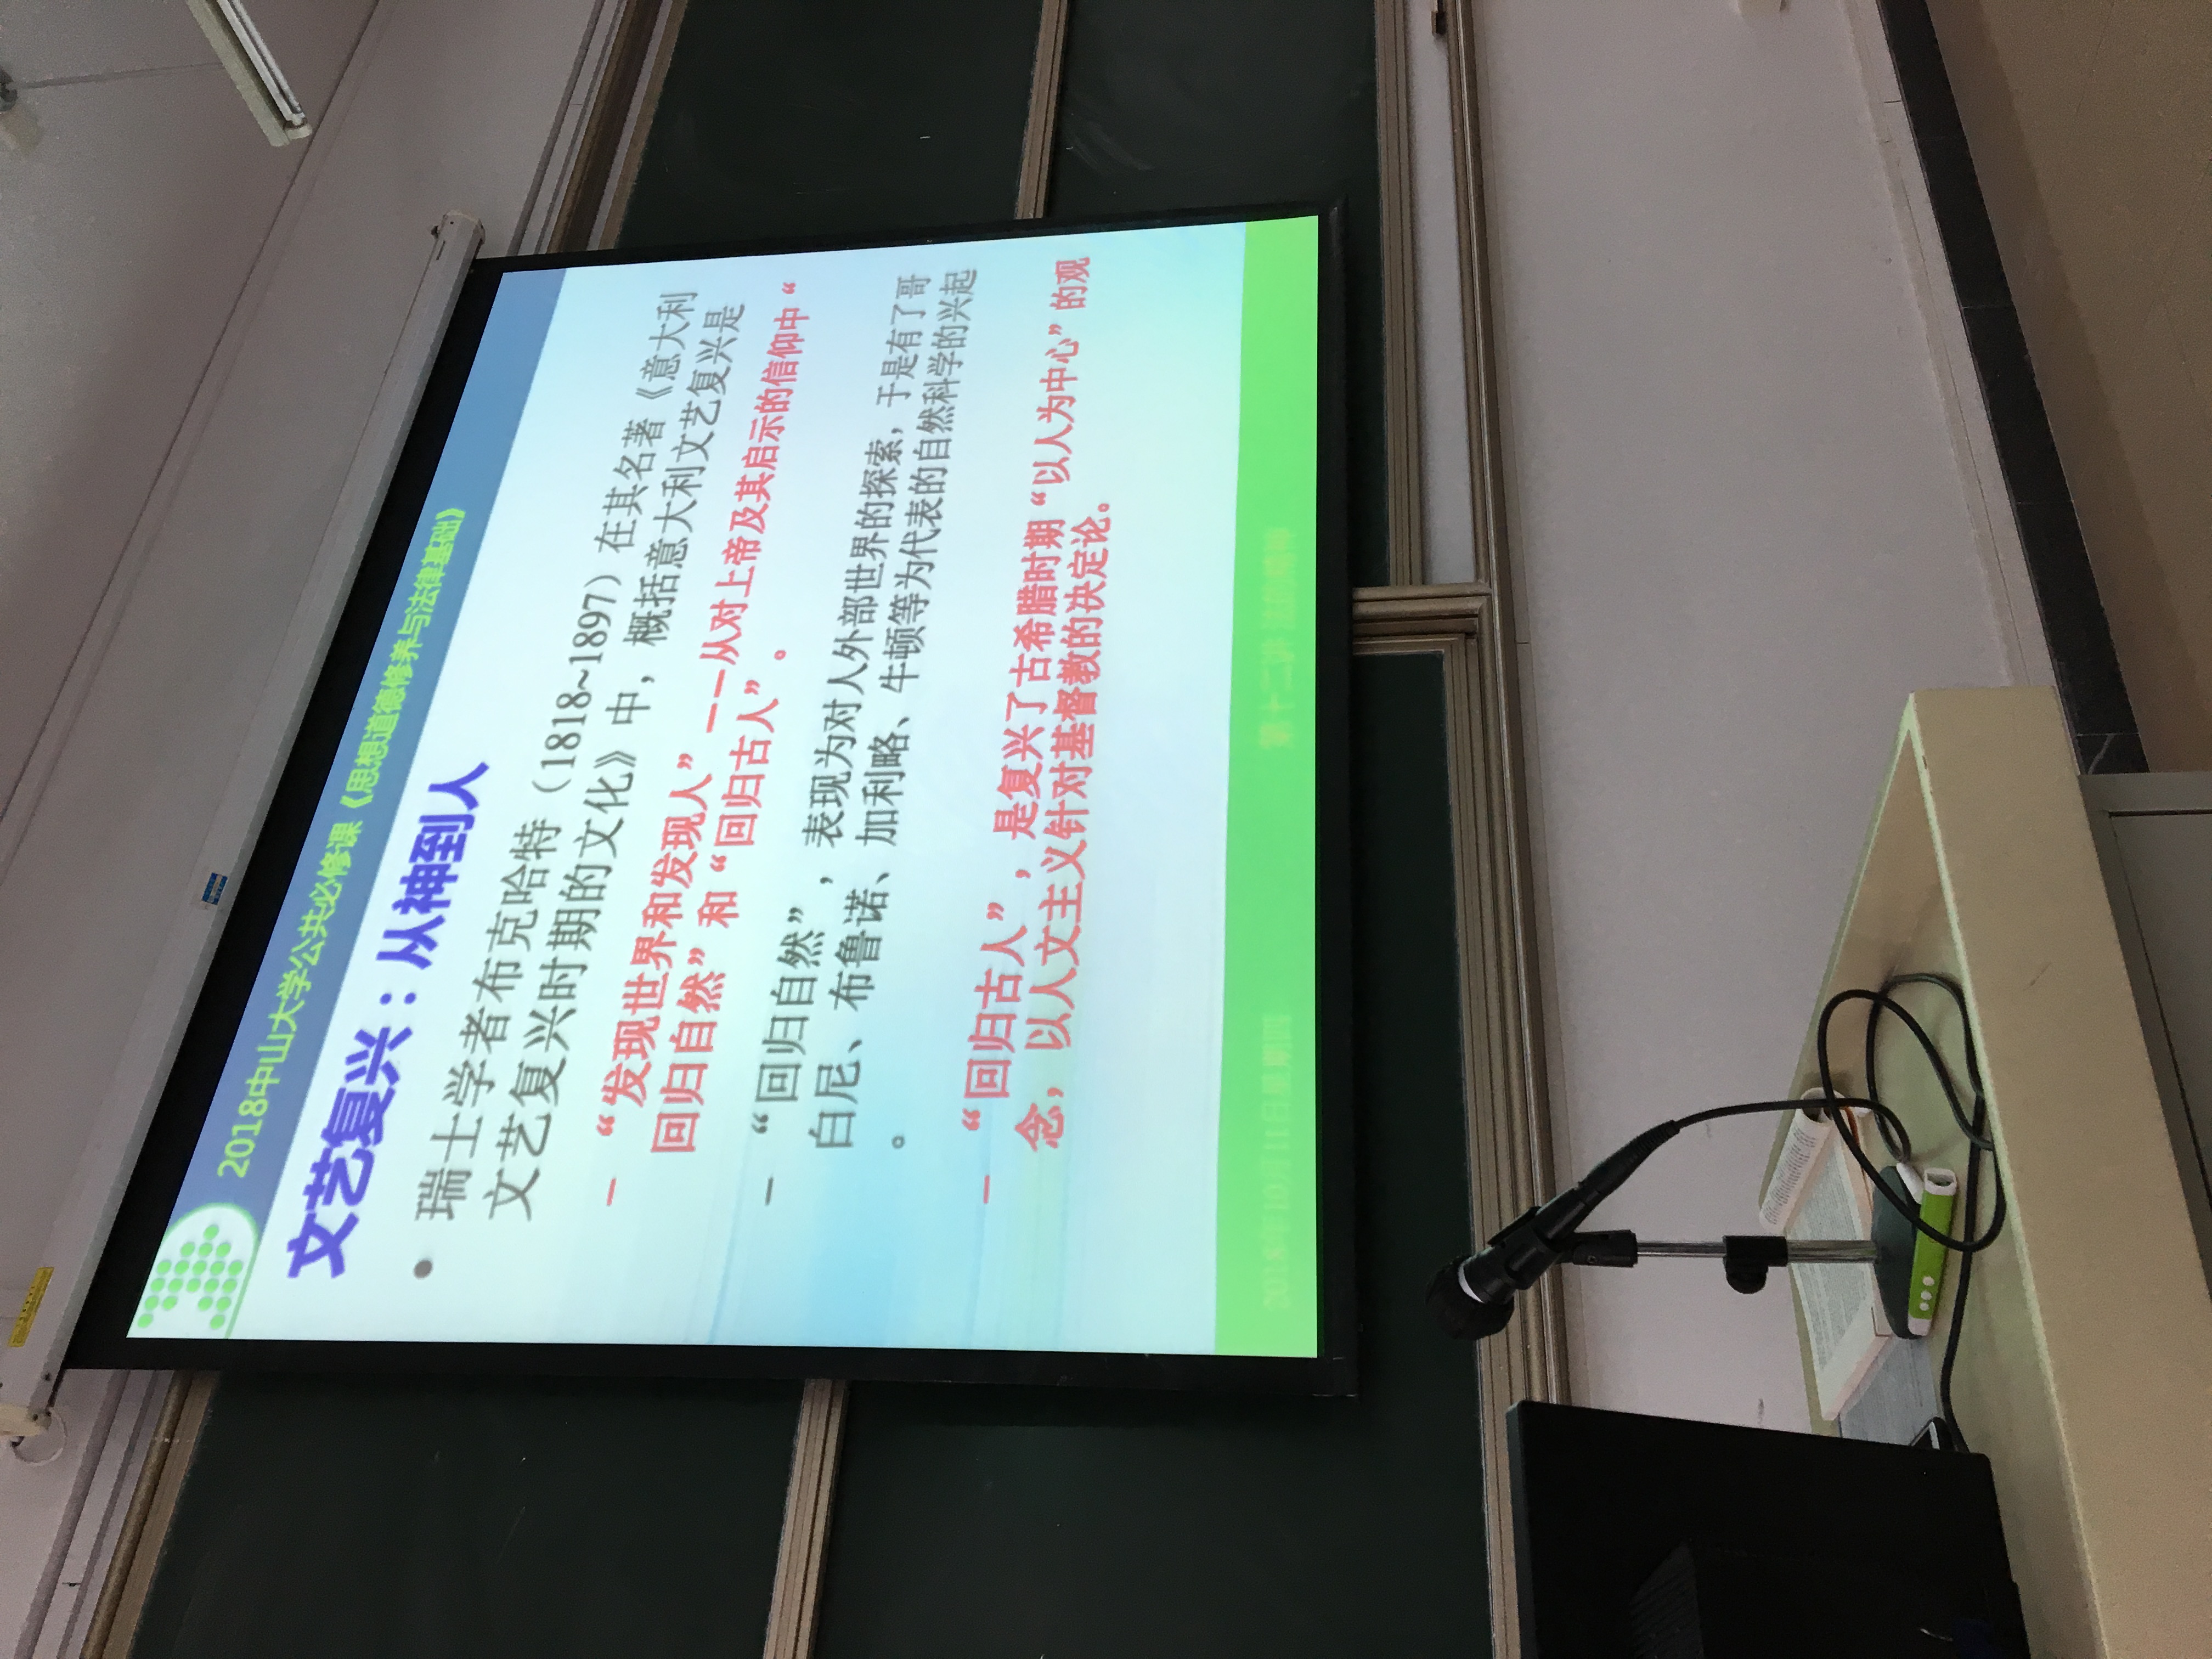 2018中山大学公共必修课《思想道德修养与法律基础》
文艺复兴：从神到人
• 瑞士学者布克哈特（1818~1897）在其名著《意大利
文艺复兴时期的文化》中，概括意大利文艺复兴是
– “发现世界和发现人”——从对上帝及其启示的信仰中“
回归自然”和“回归古人”。
– “回归自然”，表现为对人外部世界的探索，于是有了哥
白尼、布鲁诺、加利略、牛顿等为代表的自然科学的兴起
。
– “回归古人”，是复兴了古希腊时期“以人为中心”的观
念，以人文主义针对基督教的决定论。
2018年10月11日星期四
第十二讲 法的精神